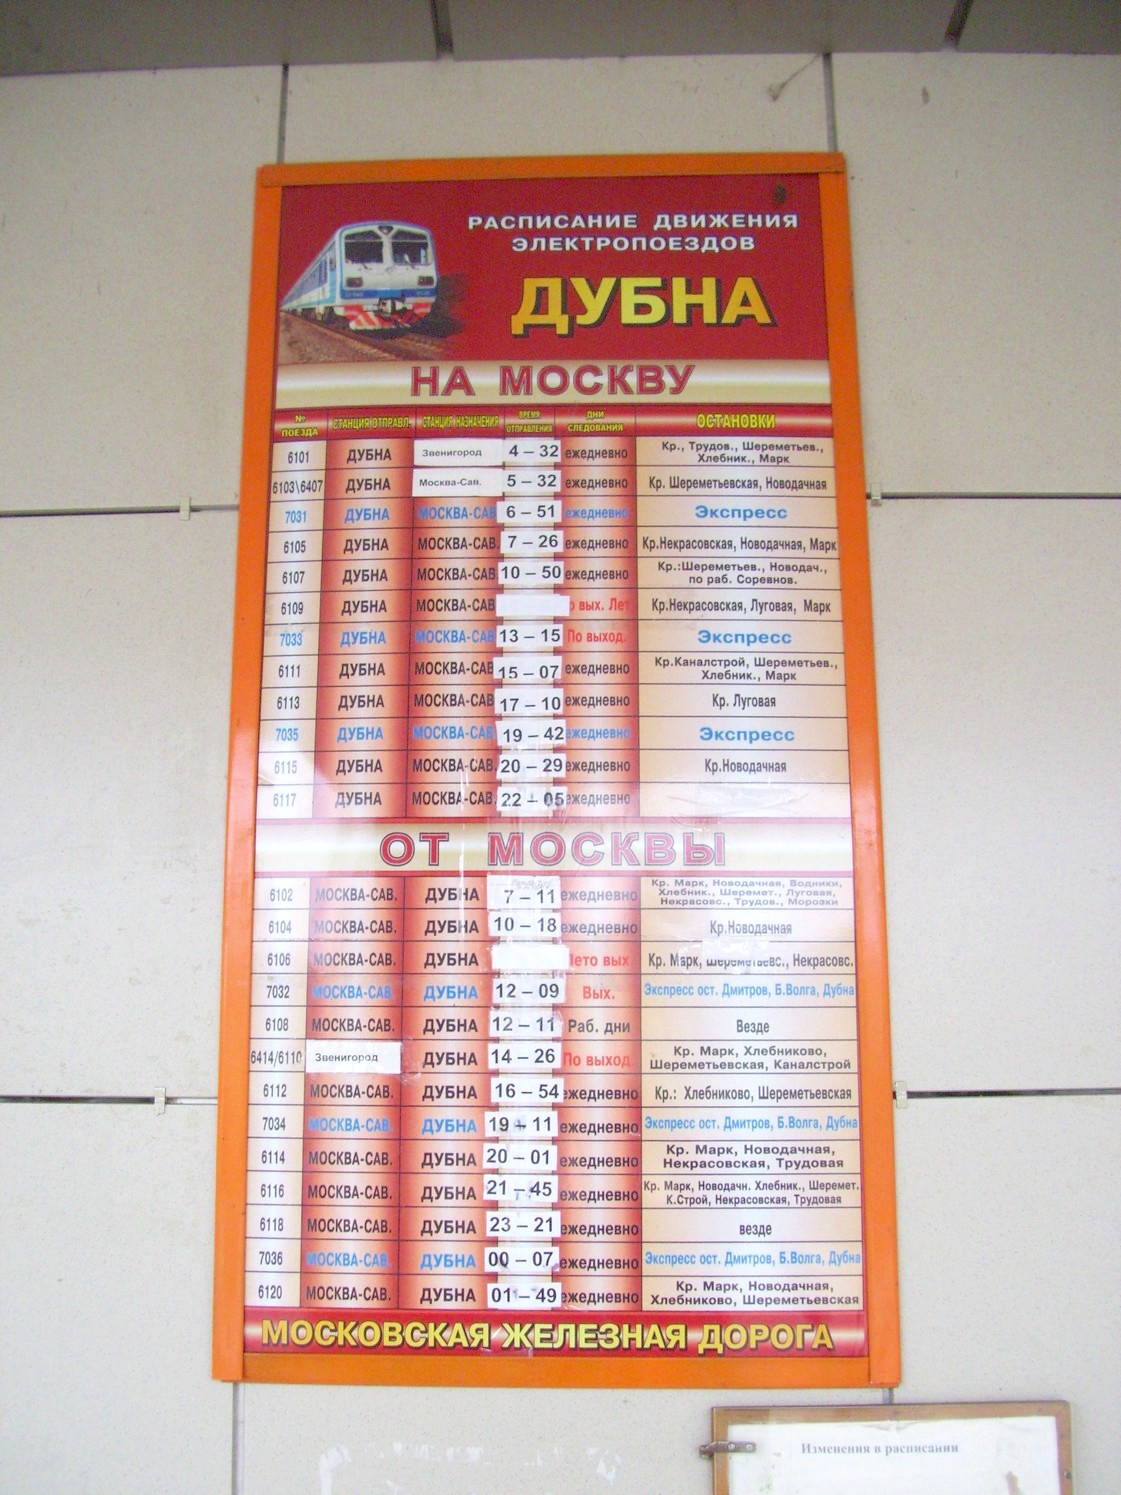 РАСПИСАНИЕ ДВИЖЕНИЯ
ЭЛЕКТРОПОЕЗДОВ
ДУБНА
НА МОСКВУ
№ ПОЕЗДА СТАНЦИЯ ОТПРАВЛ. СТАНЦИЯ НАЗНАЧЕНИЯ ВРЕМЯ ОТПРАВЛЕНИЯ ДНИ СЛЕДОВАНИЯ ОСТАНОВКИ
6101 ДУБНА Звенигород 4 – 32 ежедневно Кр., Трудов., Шереметьев.,
Хлебник., Марк
6103\6407 ДУБНА Москва-Сав. 5 – 32 ежедневно Кр. Шереметьевская, Новодачная
7031 ДУБНА МОСКВА-САВ 6 – 51 ежедневно Экспресс
6105 ДУБНА МОСКВА-САВ. 7 – 26 ежедневно Кр.Некрасовская, Новодачная, Марк
6107 ДУБНА МОСКВА-САВ 10 – 50 ежедневно Кр.:Шереметьев., Новодач.,
по раб. Соревнов.
6109 ДУБНА МОСКВА-САВ о вых. Лет Кр.Некрасовская, Луговая, Марк
7033 ДУБНА МОСКВА-САВ 13 – 15 По выход. Экспресс
6111 ДУБНА МОСКВА-САВ 15 – 07 ежедневно Кр.Каналстрой, Шереметьев.,
Хлебник., Марк
6113 ДУБНА МОСКВА-САВ 17 – 10 ежедневно Кр. Луговая
7035 ДУБНА МОСКВА-САВ 19 – 42 ежедневно Экспресс
6115 ДУБНА МОСКВА-САВ. 20 – 29 ежедневно Кр.Новодачная
6117 ДУБНА МОСКВА-САВ. 22 – 05 ежедневно
ОТ МОСКВЫ
6102 МОСКВА-САВ. ДУБНА 7 – 11 ежедневно Кр. Марк, Новодачная, Водники,
Хлебник., Шеремет., Луговая,
Некрасовс., Трудов., Морозки
6104 МОСКВА-САВ. ДУБНА 10 – 18 ежедневно Кр.Новодачная
6106 МОСКВА-САВ. ДУБНА Лето вых Кр. Марк, Шереметьевс., Некрасовс.
7032 МОСКВА-САВ. ДУБНА 12 – 09 Вых. Экспресс ост. Дмитров, Б.Волга, Дубна
6108 МОСКВА-САВ. ДУБНА 12 – 11 Раб. дни Везде
6414/6110 Звенигород ДУБНА 14 – 26 По выход Кр. Марк, Хлебниково,
Шереметьевская, Каналстрой
6112 МОСКВА-САВ. ДУБНА 16 – 54 ежедневно Кр.: Хлебниково, Шереметьевская
7034 МОСКВА-САВ. ДУБНА 19 – 11 ежедневно Экспресс ост. Дмитров, Б.Волга, Дубна
6114 МОСКВА-САВ. ДУБНА 20 – 01 ежедневно Кр. Марк, Новодачная,
Некрасовская, Трудовая
6116 МОСКВА-САВ. ДУБНА 21 – 45 ежедневно Кр. Марк, Новодачн. Хлебник., Шеремет.
К.Строй, Некрасовская, Трудовая
6118 МОСКВА-САВ. ДУБНА 23 – 21 ежедневно везде
7036 МОСКВА-САВ. ДУБНА 00 – 07 ежедневно Экспресс ост. Дмитров, Б.Волга, Дубна
6120 МОСКВА-САВ. ДУБНА 01 – 49 ежедневно Кр. Марк, Новодачная,
Хлебниково, Шереметьевская
МОСКОВСКАЯ ЖЕЛЕЗНАЯ ДОРОГА
Изменения в расписании